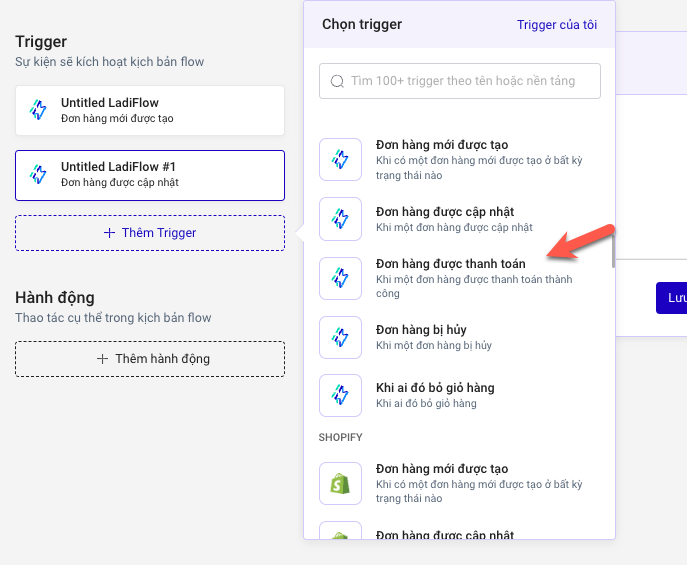 Trigger
Sự kiện sẽ kích hoạt kịch bản flow
Untitled LadiFlow
Đơn hàng mới được tạo
Untitled LadiFlow #1
Đơn hàng được cập nhật
Thêm Trigger
Hành động
Thao tác cụ thể trong kịch bản flow
Thêm hành động
Chọn trigger
Trigger của tôi
Tìm 100+ trigger theo tên hoặc nền tảng
Đơn hàng mới được tạo
Khi có một đơn hàng mới được tạo ở bất kỳ
trạng thái nào
Đơn hàng được cập nhật
Khi một đơn hàng được cập nhật
Đơn hàng được thanh toán
Khi một đơn hàng được thanh toán thành
công
Đơn hàng bị hủy
Khi một đơn hàng bị hủy
Khi ai đó bỏ giỏ hàng
Khi ai đó bỏ giỏ hàng
SHOPIFY
Đơn hàng mới được tạo
Khi có một đơn hàng mới được tạo ở bất kỳ
trạng thái nào
Đơn hàng được cập nhật
Lưu